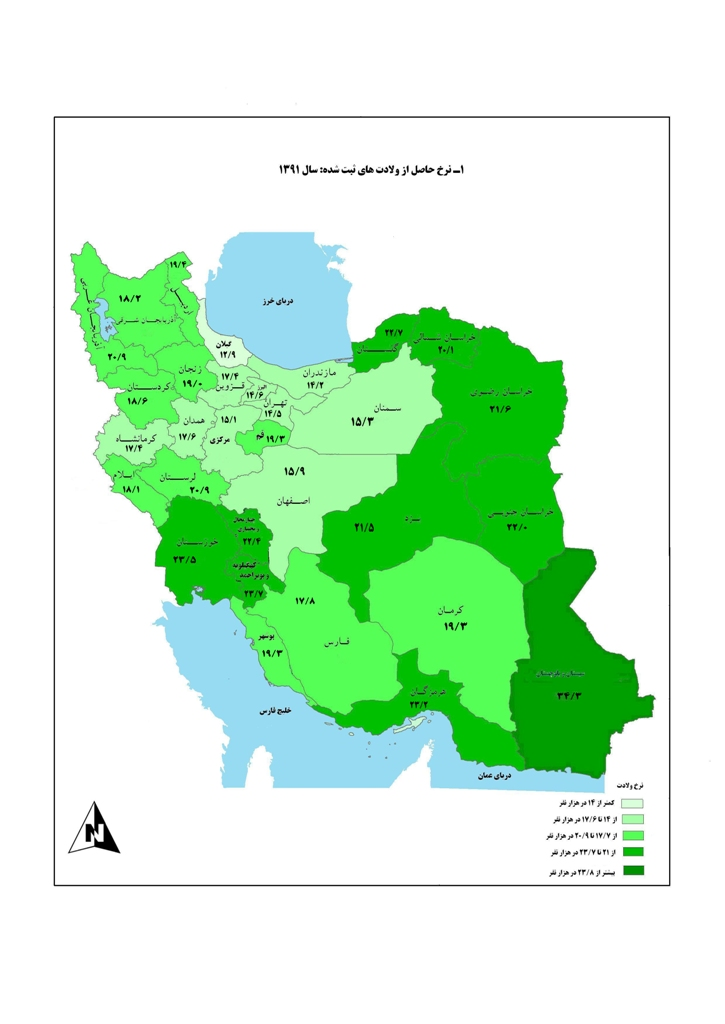 ۱ـ نرخ حاصل از ولادت های ثبت شده: سال ۱۳۹۱
دریای خزر
۱۹/۴
اردبیل
۱۸/۲
آذربایجان شرقی
آذربایجان غربی
۲۰/۹
گیلان
۱۲/۹
زنجان
۱۹/۰
۱۷/۴
قزوین
البرز
۱۴/۶
مازندران
۱۴/۲
تهران
۱۴/۵
۲۲/۷
گلستان
خراسان شمالی
۲۰/۱
خراسان رضوی
۲۱/۶
سمنان
۱۵/۳
کردستان
۱۸/۶
همدان
۱۷/۶
کرمانشاه
۱۷/۴
۱۵/۱
مرکزی
قم ۱۹/۳
ایلام
۱۸/۱
لرستان
۲۰/۹
۱۵/۹
اصفهان
یزد
۲۱/۵
خراسان جنوبی
۲۲/۰
خوزستان
۲۳/۵
چهارمحال
و بختیاری
۲۲/۴
کهگیلویه
و بویراحمد
۲۳/۷
۱۷/۸
فارس
کرمان
۱۹/۳
بوشهر
۱۹/۳
هرمزگان
۲۳/۲
سیستان و بلوچستان
۳۴/۳
خلیج فارس
دریای عمان
نرخ ولادت
کمتر از ۱۴ در هزار نفر
از ۱۴ تا ۱۷/۶ در هزار نفر
از ۱۷/۷ تا ۲۰/۹ در هزار نفر
از ۲۱ تا ۲۳/۷ در هزار نفر
بیشتر از ۲۳/۸ در هزار نفر
N